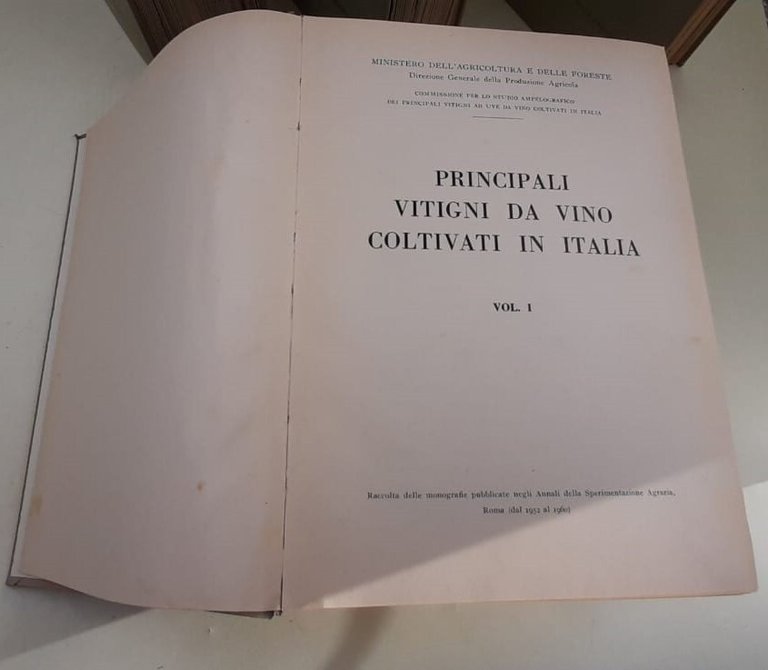 MINISTERO DELL'AGRICOLTURA E DELLE FORESTE
Direzione Generale della Produzione Agricola
COMMISSIONE PER LO STUDIO AMPELOGRAFICO
DEI PRINCIPALI VITIGNI AD UVE DA VINO COLTIVATI IN ITALIA
PRINCIPALI
VITIGNI DA VINO
COLTIVATI IN ITALIA
VOL. I
Raccolta delle monografie pubblicate negli Annali della Sperimentazione Agraria,
Roma (dal 1952 al 1960)